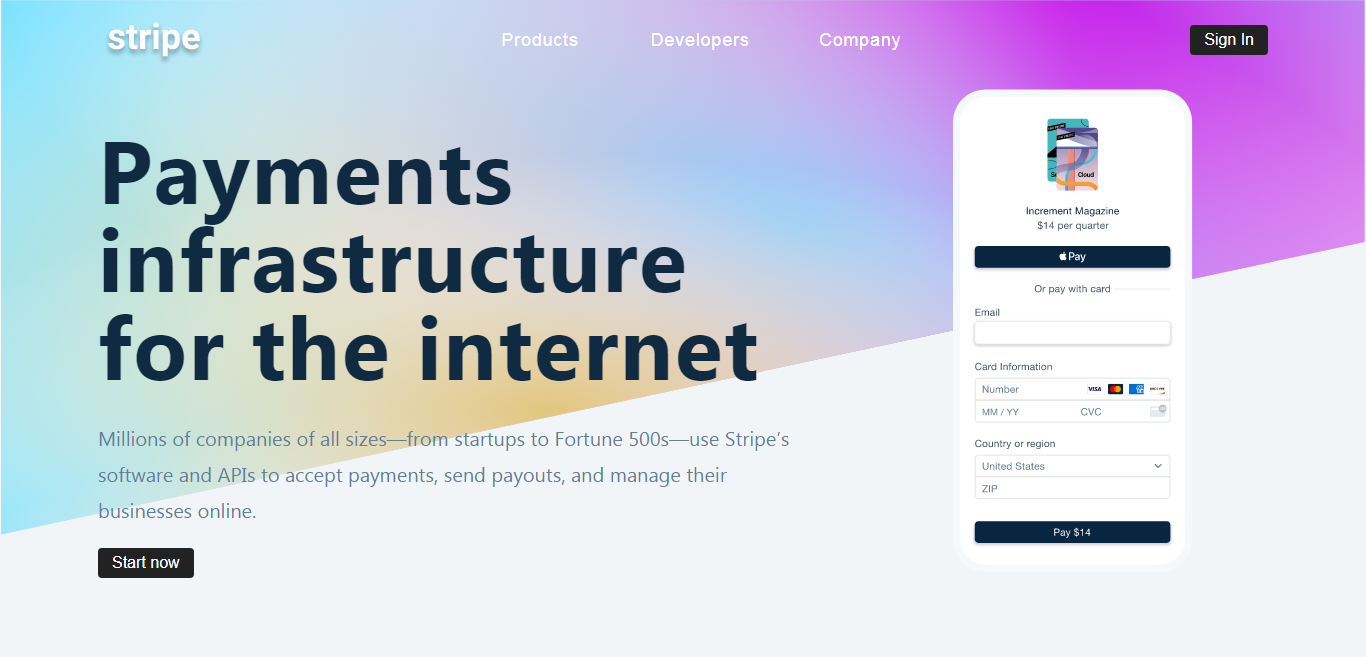 stripe
Products Developers Company
Sign In
Payments
infrastructure
for the internet
Millions of companies of all sizes—from startups to Fortune 500s—use Stripe’s
software and APIs to accept payments, send payouts, and manage their
businesses online.
Start now
Cloud
Increment Magazine
$14 per quarter
Pay
Or pay with card
Email
Card Information
Number VISA
MM / YY CVC
Country or region
United States
ZIP
Pay $14